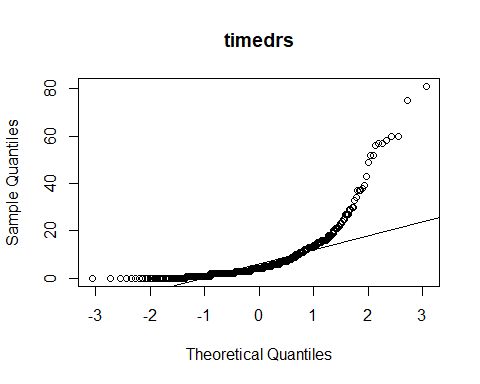 timedrs
Sample Quantiles
80
60
40
20
0
-3 -2 -1 0 1 2 3
Theoretical Quantiles